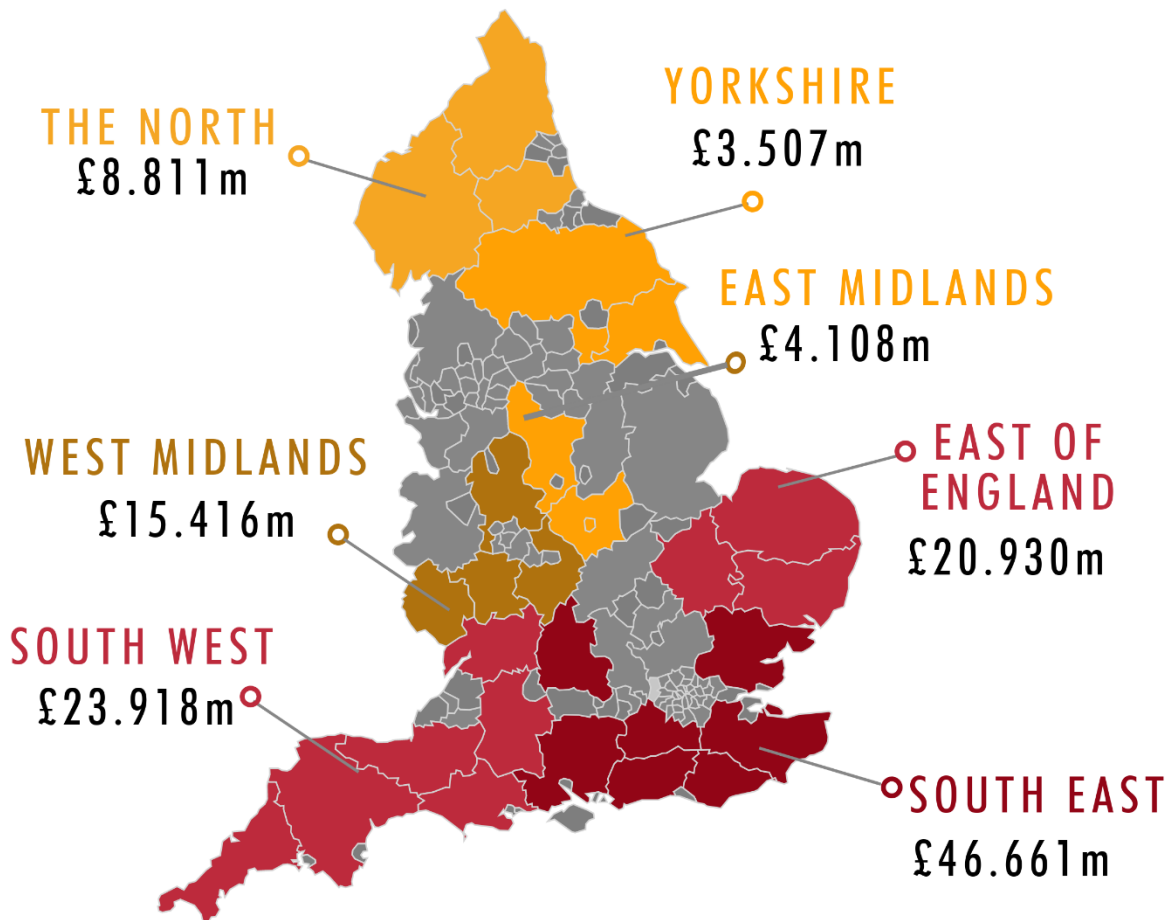 YORKSHIRE
£3.507m
THE NORTH
£8.811m
EAST MIDLANDS
£4.108m
WEST MIDLANDS
£15.416m
EAST OF
ENGLAND
£20.930m
SOUTH WEST
£23.918m
SOUTH EAST
£46.661m